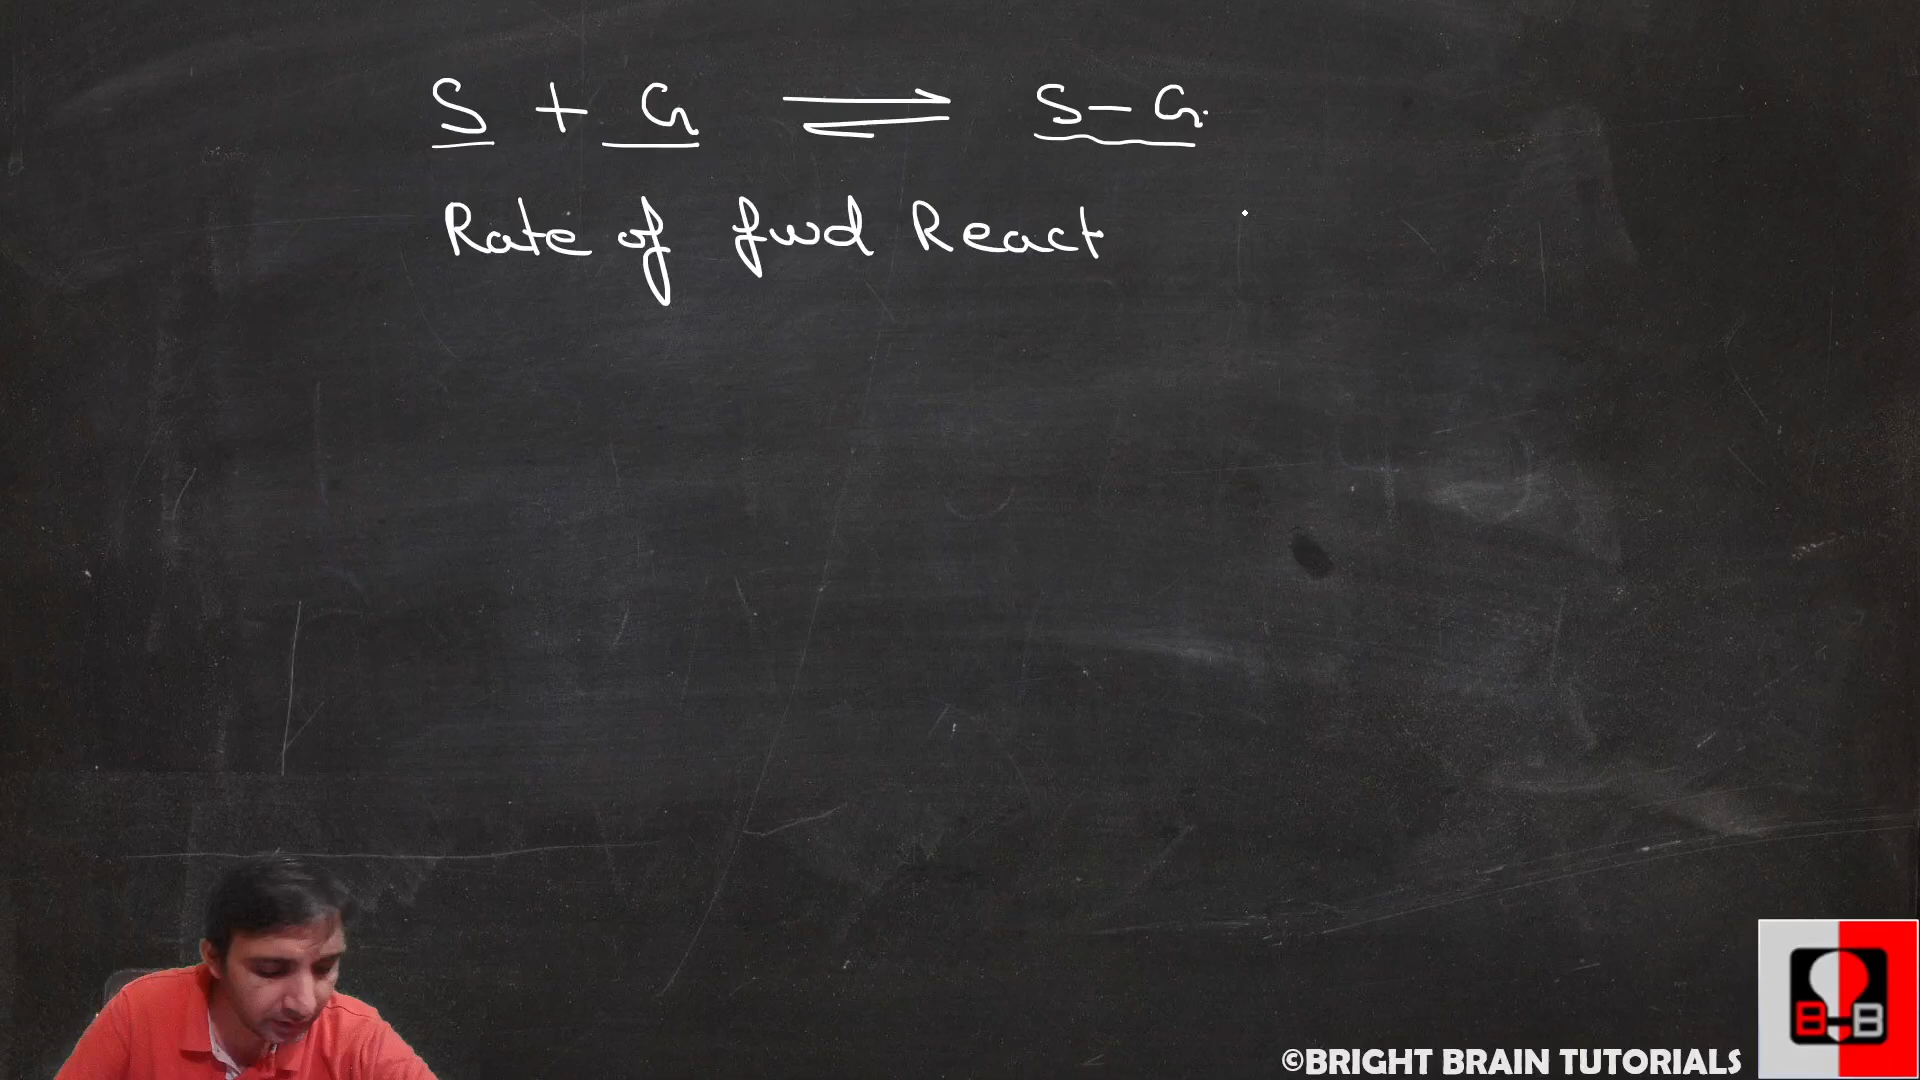 S + G ⇌ S - G.
Rate of fwd React
B B
©BRIGHT BRAIN TUTORIALS